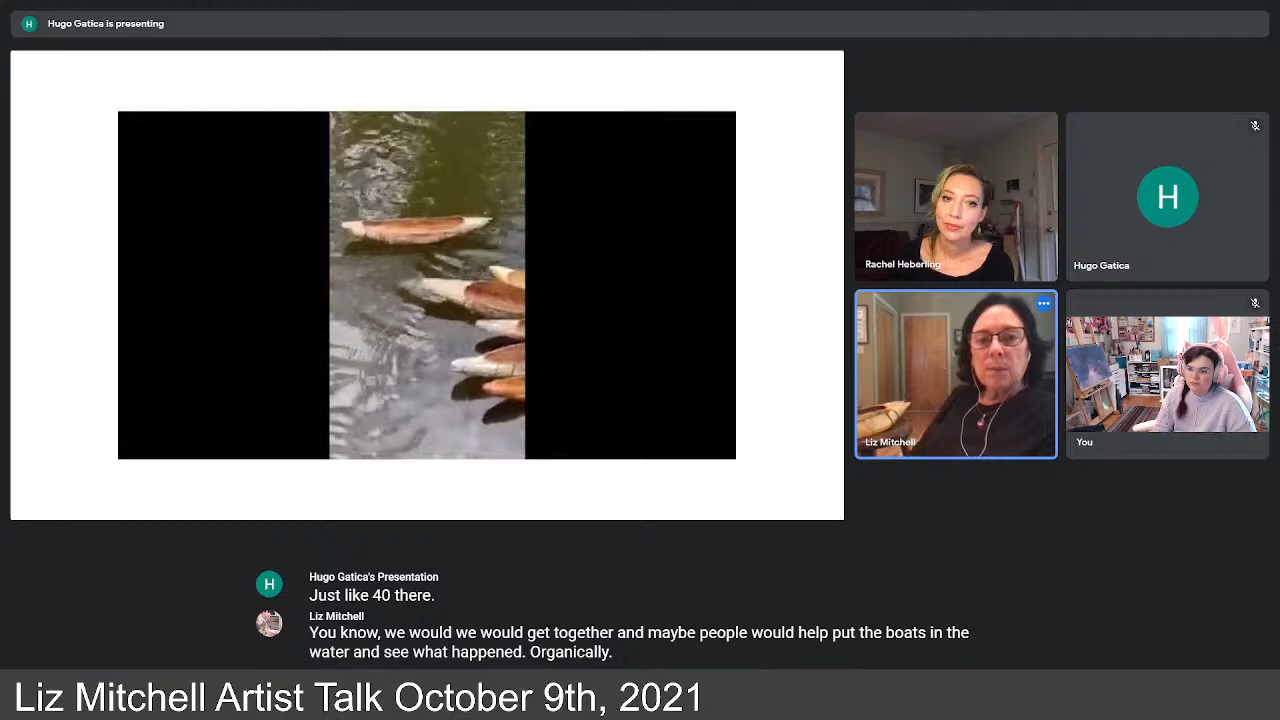 H
Hugo Gatica is presenting
Rachel Heberling
H
Hugo Gatica
Liz Mitchell
You
H
Hugo Gatica's Presentation
Just like 40 there.
Liz Mitchell
You know, we would we would get together and maybe people would help put the boats in the
water and see what happened. Organically.
Liz Mitchell Artist Talk October 9th, 2021